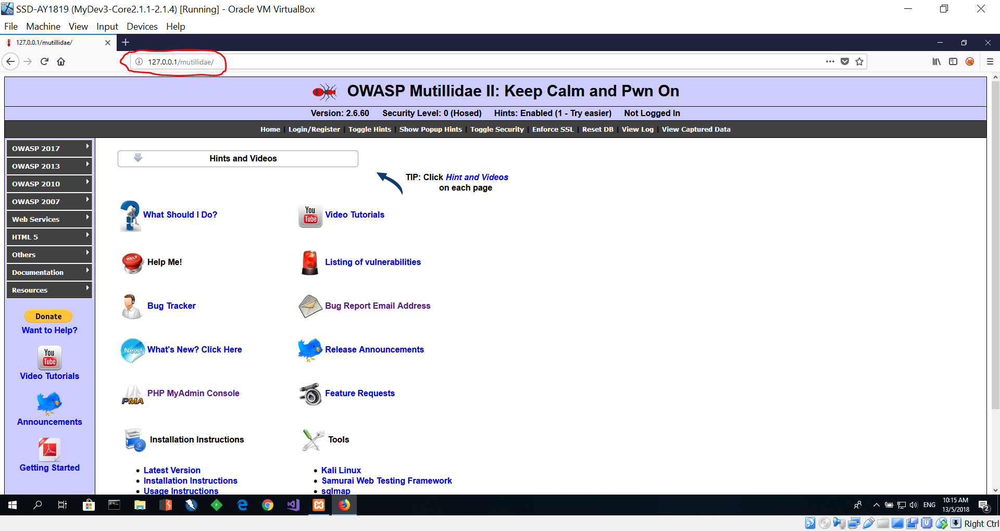 SSD-AY1819 (MyDev3-Core2.1.1-2.1.4) [Running] - Oracle VM VirtualBox
File Machine View Input Devices Help
127.0.0.1/mutillidae/
127.0.0.1/mutillidae/
OWASP Mutillidae II: Keep Calm and Pwn On
Version: 2.6.60 Security Level: 0 (Hosed) Hints: Enabled (1 - Try easier) Not Logged In
Home | Login/Register | Toggle Hints | Show Popup Hints | Toggle Security | Enforce SSL | Reset DB | View Log | View Captured Data
OWASP 2017
OWASP 2013
OWASP 2010
OWASP 2007
Web Services
HTML 5
Others
Documentation
Resources
Donate
Want to Help?
You
Tube
Video Tutorials
Announcements
Getting Started
Hints and Videos
TIP: Click Hint and Videos
on each page
What Should I Do?
You
Tube
Video Tutorials
HELP
Help Me!
Listing of vulnerabilities
Bug Tracker
Bug Report Email Address
New!
What's New? Click Here
Release Announcements
PMA
PHP MyAdmin Console
Feature Requests
Installation Instructions
Tools
• Latest Version
• Installation Instructions
• Usage Instructions
• Kali Linux
• Samurai Web Testing Framework
• sqlmap
ENG
10:15 AM
13/5/2018
2
Right Ctrl